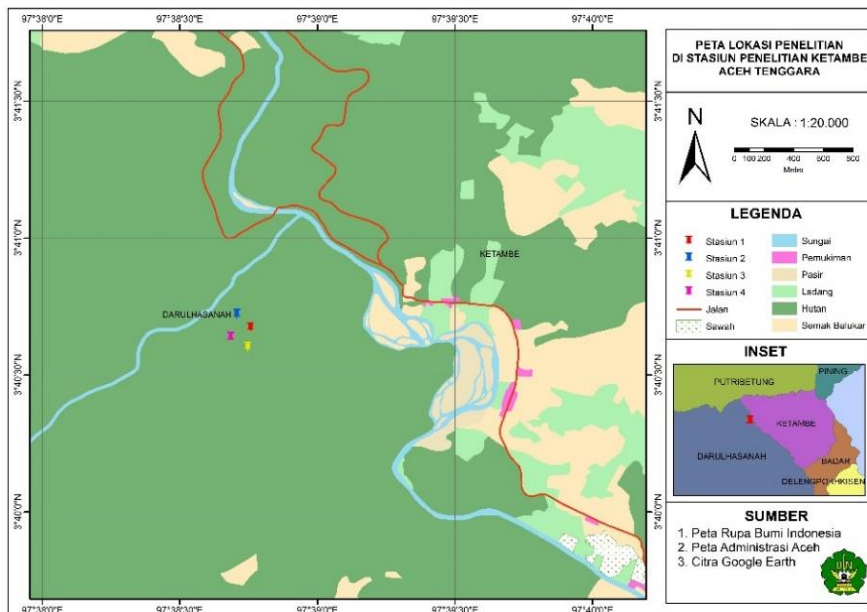 97°38'0"E 97°38'30"E 97°39'0"E 97°39'30"E 97°40'0"E
3°41'30"N 3°41'30"N
3°41'0"N 3°41'0"N
KETAMBE
DARULHASANAH
3°40'30"N 3°40'30"N
3°40'0"N 3°40'0"N
97°38'0"E 97°38'30"E 97°39'0"E 97°39'30"E 97°40'0"E
PETA LOKASI PENELITIAN
DI STASIUN PENELITIAN KETAMBE
ACEH TENGGARA
N
SKALA : 1:20.000
0 100 200 400 600 800
LEGENDA
Stasiun 1
Stasiun 2
Stasiun 3
Stasiun 4
Jalan
Sawah
Sungai
Pemukiman
Pasir
Ladang
Hutan
Semak Belukar
INSET
PINING
PUTRIBETUNG
KETAMBE
DARULHASANAH
BADAR
SUMBER
1. Peta Rupa Bumi Indonesia
2. Peta Administrasi Aceh
3. Citra Google Earth
UIN